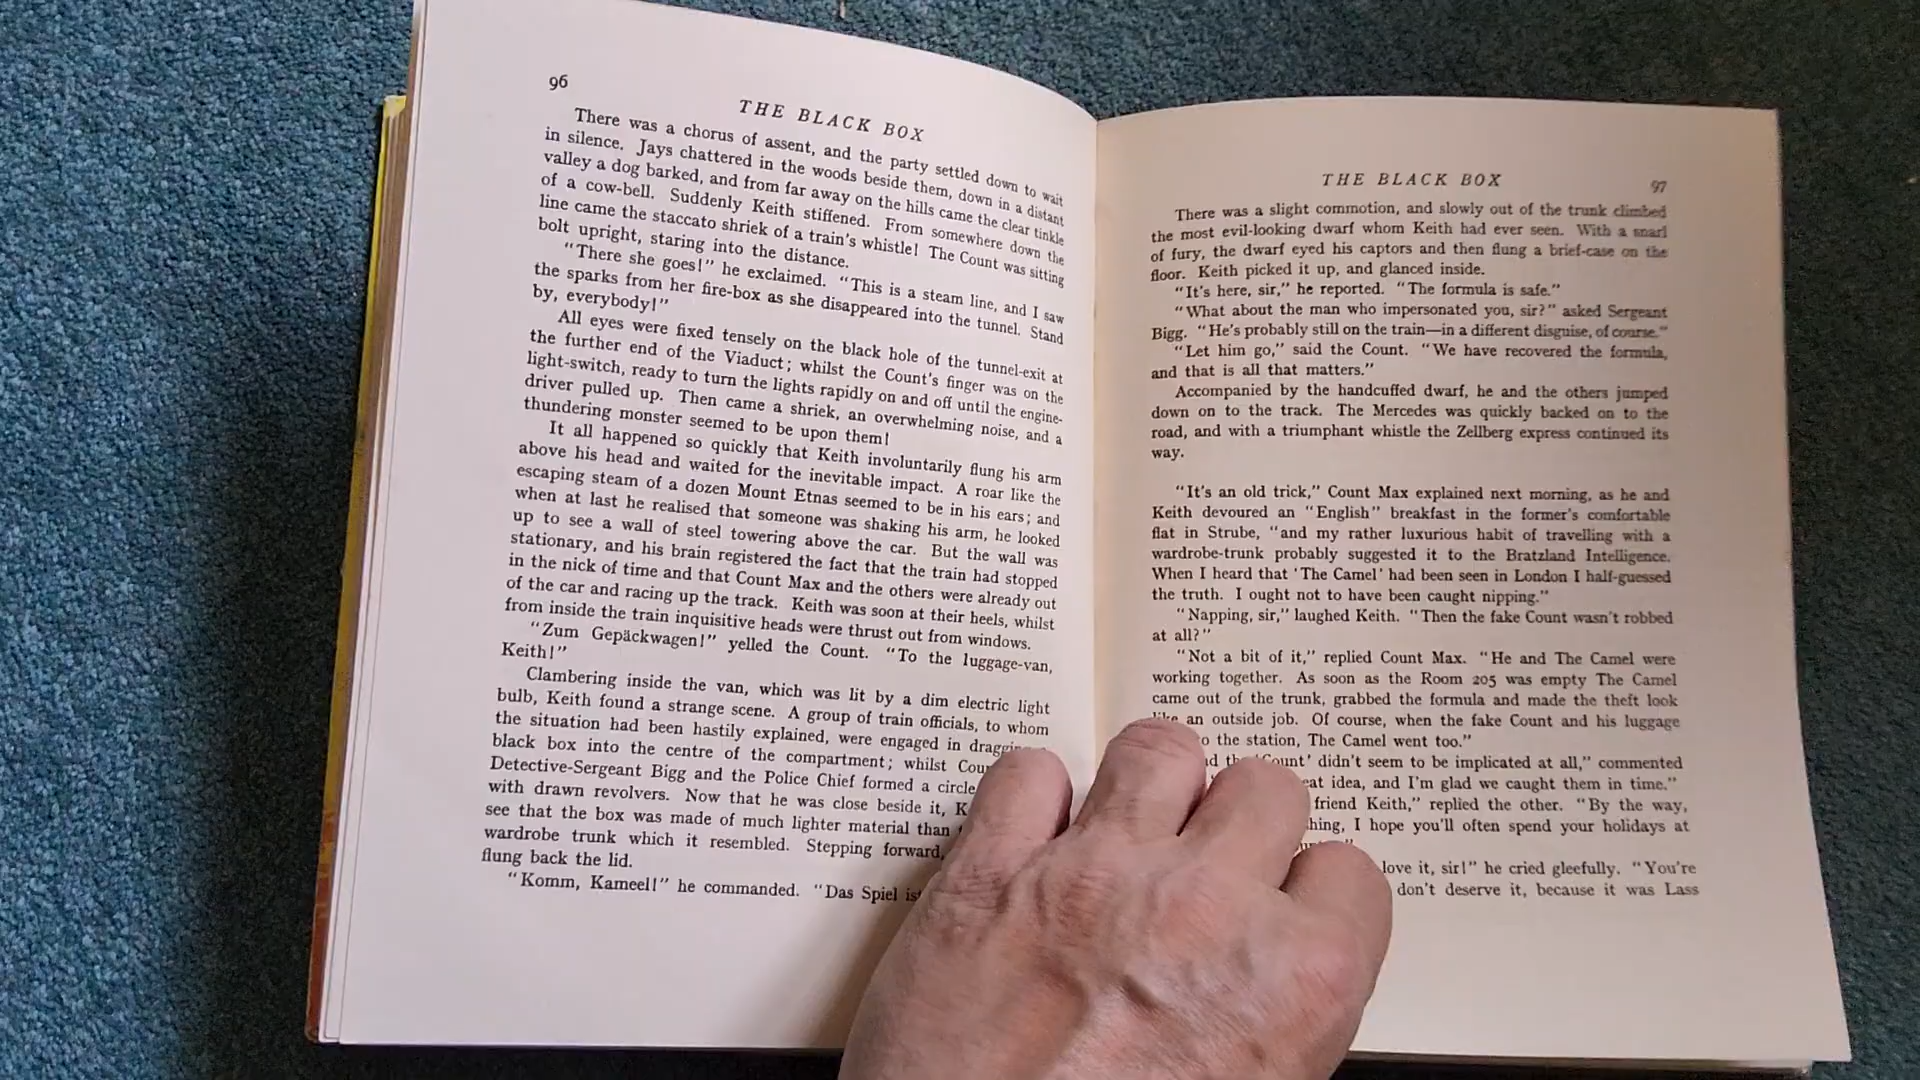 96
THE BLACK BOX
There was a chorus of assent, and the party settled down to wait
in silence. Jays chattered in the woods beside them, down in a distant
valley a dog barked, and from far away on the hills came the clear tinkle
of a cow-bell. Suddenly Keith stiffened. From somewhere down the
line came the staccato shriek of a train's whistle! The Count was sitting
bolt upright, staring into the distance.
"There she goes!" he exclaimed. "This is a steam line, and I saw
the sparks from her fire-box as she disappeared into the tunnel. Stand
by, everybody!"
All eyes were fixed tensely on the black hole of the tunnel-exit at
the further end of the Viaduct; whilst the Count's finger was on the
light-switch, ready to turn the lights rapidly on and off until the engine-
driver pulled up. Then came a shriek, an overwhelming noise, and a
thundering monster seemed to be upon them!
It all happened so quickly that Keith involuntarily flung his arm
above his head and waited for the inevitable impact. A roar like the
escaping steam of a dozen Mount Etnas seemed to be in his ears; and
when at last he realised that someone was shaking his arm, he looked
up to see a wall of steel towering above the car. But the wall was
stationary, and his brain registered the fact that the train had stopped
in the nick of time and that Count Max and the others were already out
of the car and racing up the track. Keith was soon at their heels, whilst
from inside the train inquisitive heads were thrust out from windows.
"Zum Gepäckwagen!" yelled the Count. "To the luggage-van,
Keith!"
Clambering inside the van, which was lit by a dim electric light
bulb, Keith found a strange scene. A group of train officials, to whom
the situation had been hastily explained, were engaged in
black box into the centre of the compartment; whilst
Detective-Sergeant Bigg and the Police Chief formed a circle
with drawn revolvers. Now that he was close beside it,
see that the box was made of much lighter material than
wardrobe trunk which it resembled. Stepping forward,
flung back the lid.
"Komm, Kameel!" he commanded. "Das Spiel
THE BLACK BOX
97
There was a slight commotion, and slowly out of the trunk climbed
the most evil-looking dwarf whom Keith had ever seen. With a snarl
of fury, the dwarf eyed his captors and then flung a brief-case on the
floor. Keith picked it up, and glanced inside.
"It's here, sir," he reported. "The formula is safe."
"What about the man who impersonated you, sir?" asked Sergeant
Bigg. "He's probably still on the train—in a different disguise, of course."
"Let him go," said the Count. "We have recovered the formula,
and that is all that matters."
Accompanied by the handcuffed dwarf, he and the others jumped
down on to the track. The Mercedes was quickly backed on to the
road, and with a triumphant whistle the Zellberg express continued its
way.
"It's an old trick," Count Max explained next morning, as he and
Keith devoured an "English" breakfast in the former's comfortable
flat in Strube, "and my rather luxurious habit of travelling with a
wardrobe-trunk probably suggested it to the Bratzland Intelligence.
When I heard that 'The Camel' had been seen in London I half-guessed
the truth. I ought not to have been caught nipping."
"Napping, sir," laughed Keith. "Then the fake Count wasn't robbed
at all?"
"Not a bit of it," replied Count Max. "He and The Camel were
working together. As soon as the Room 205 was empty The Camel
came out of the trunk, grabbed the formula and made the theft look
like an outside job. Of course, when the fake Count and his luggage
the station, The Camel went too."
'Count' didn't seem to be implicated at all," commented
idea, and I'm glad we caught them in time."
friend Keith," replied the other. "By the way,
I hope you'll often spend your holidays at
love it, sir!" he cried gleefully. "You're
don't deserve it, because it was Lass